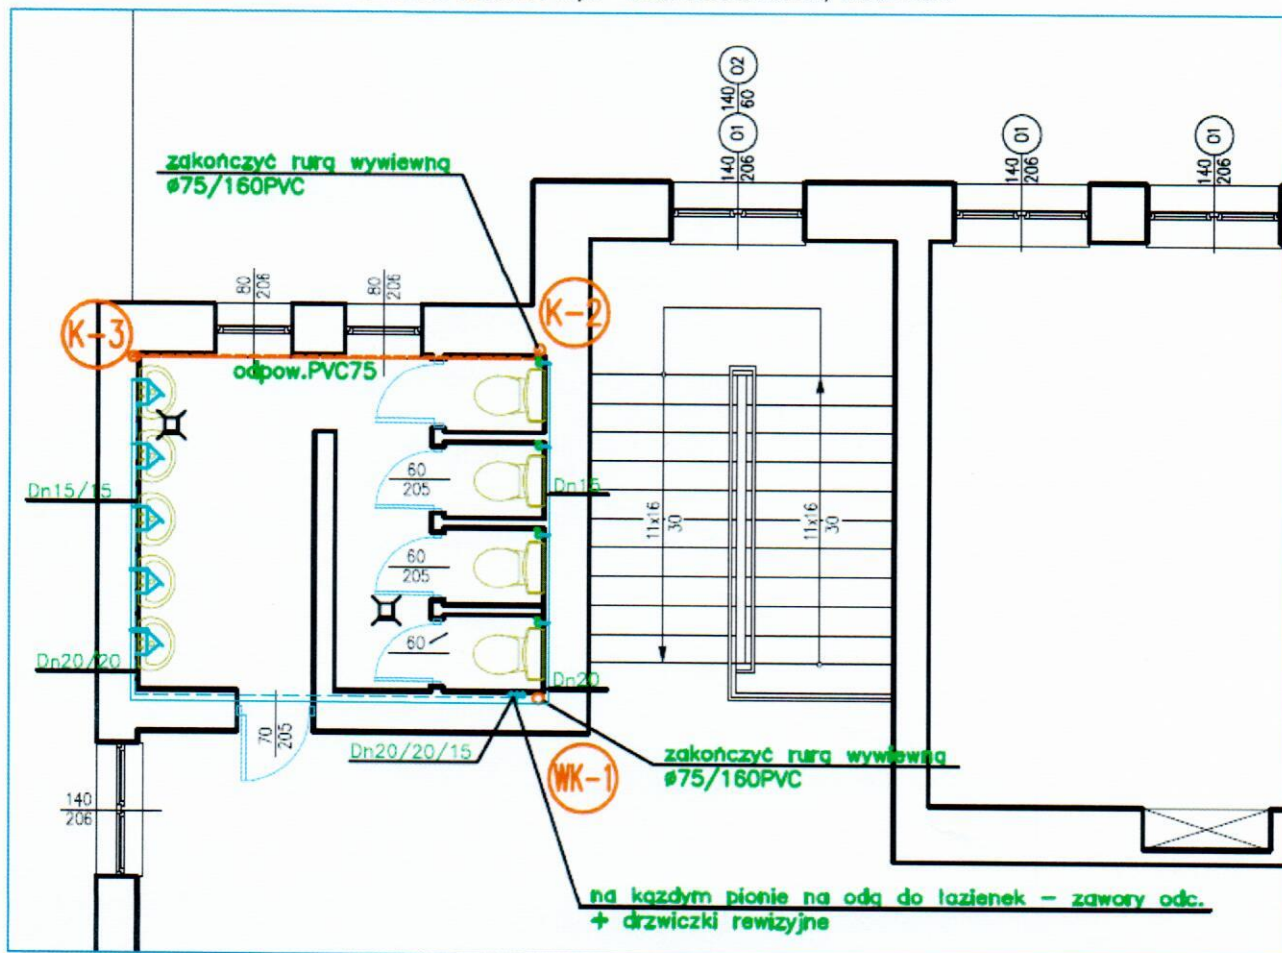 02
140
60
01
140
206
01
140
206
01
140
206
zakończyć rurą wywiewną
ø75/160PVC
80
206
80
206
K-3
K-2
odpow.PVC75
60
205
Dn15/15
Dn15
11x16
30
11x16
30
60
205
60
Dn20/20
Dn20
70
205
Dn20/20/15
WK-1
zakończyć rurą wywiewną
ø75/160PVC
140
206
na każdym pionie na odg do łazienek – zawory odc.
+ drzwiczki rewizyjne